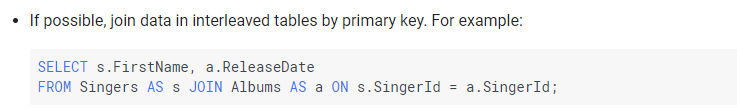 • If possible, join data in interleaved tables by primary key. For example:
SELECT s.FirstName, a.ReleaseDate
FROM Singers AS s JOIN Albums AS a ON s.SingerId = a.SingerId;